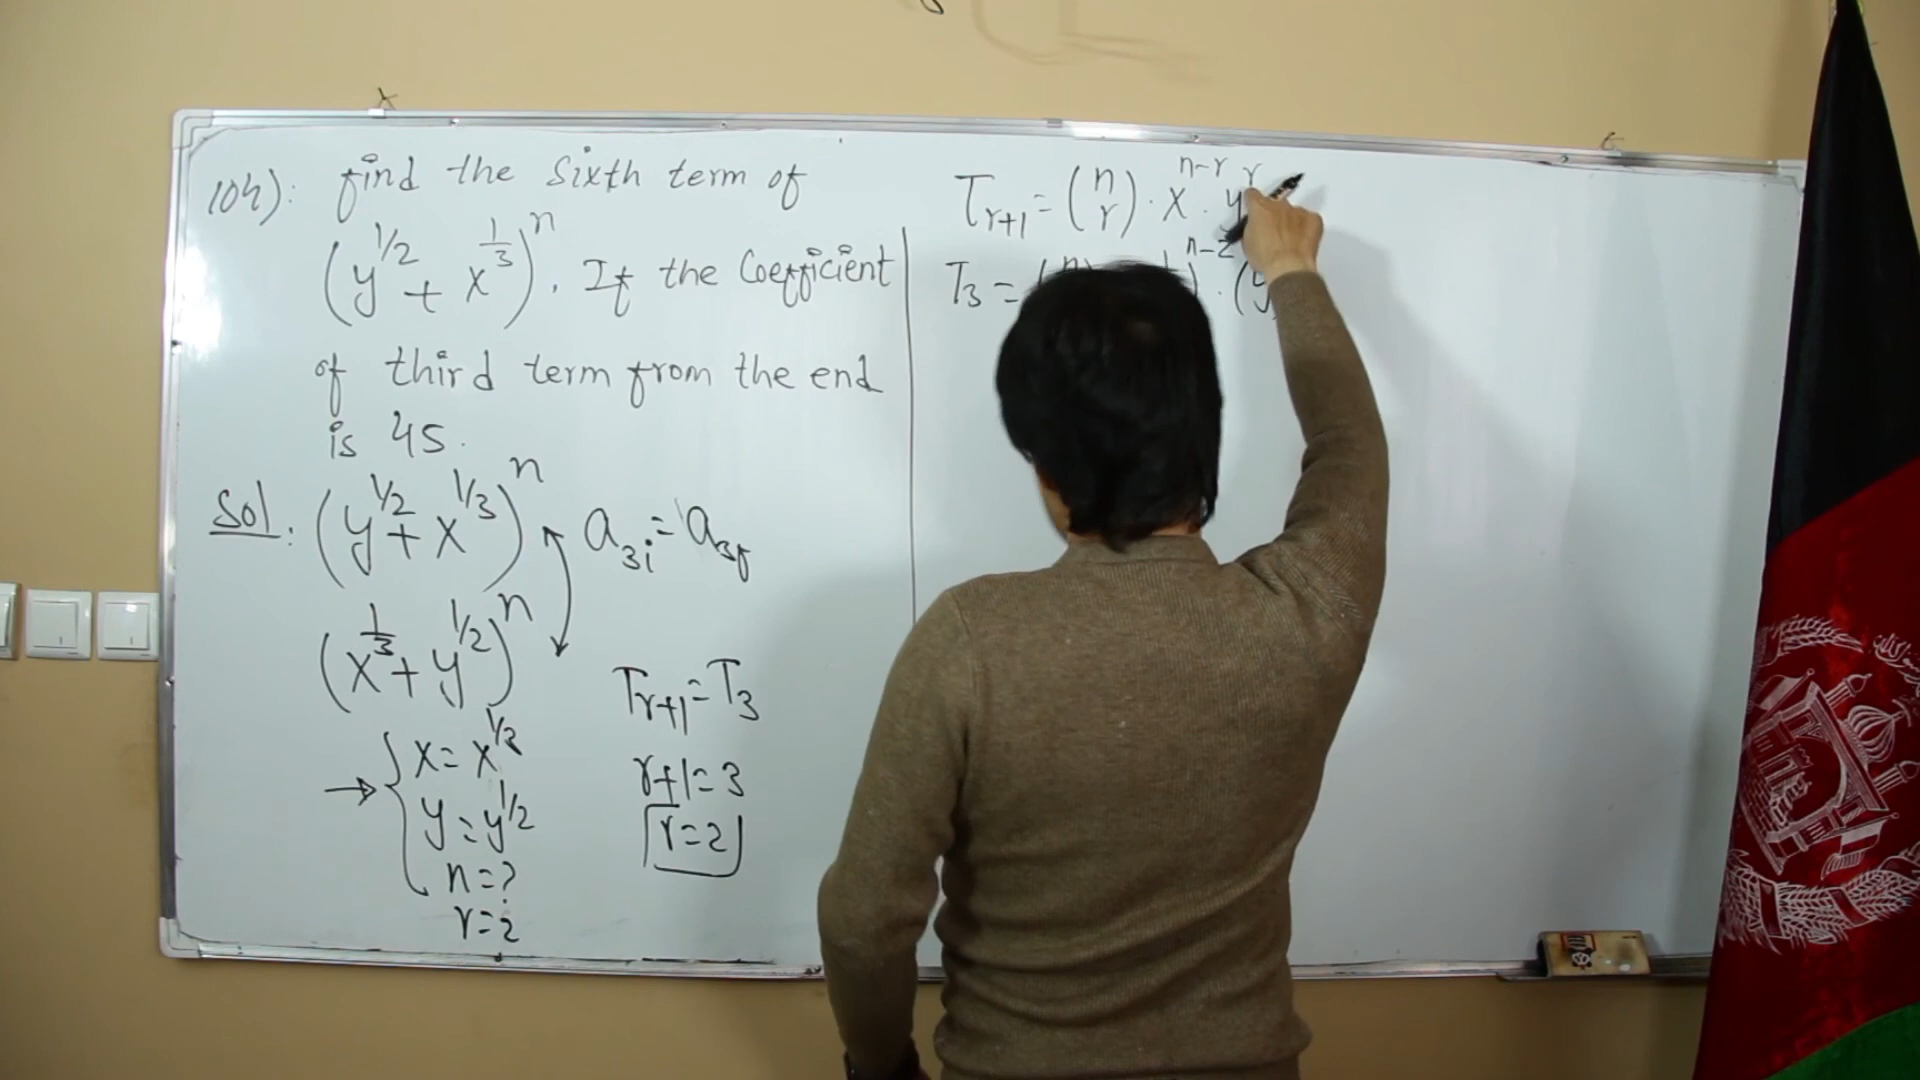 104): find the sixth term of
(y^1/2 + x^1/3)^n. If the Coefficient
of third term from the end
is 45.
Sol: (y^1/2 + x^1/3)^n a_3i = a_3f
(x^1/3 + y^1/2)^n
T_r+1 = T_3
x = x^1/3
r+1 = 3
y = y^1/2
r = 2
n = ?
r = 2
T_r+1 = (n r) · x^n-r · y^r
T_3 =